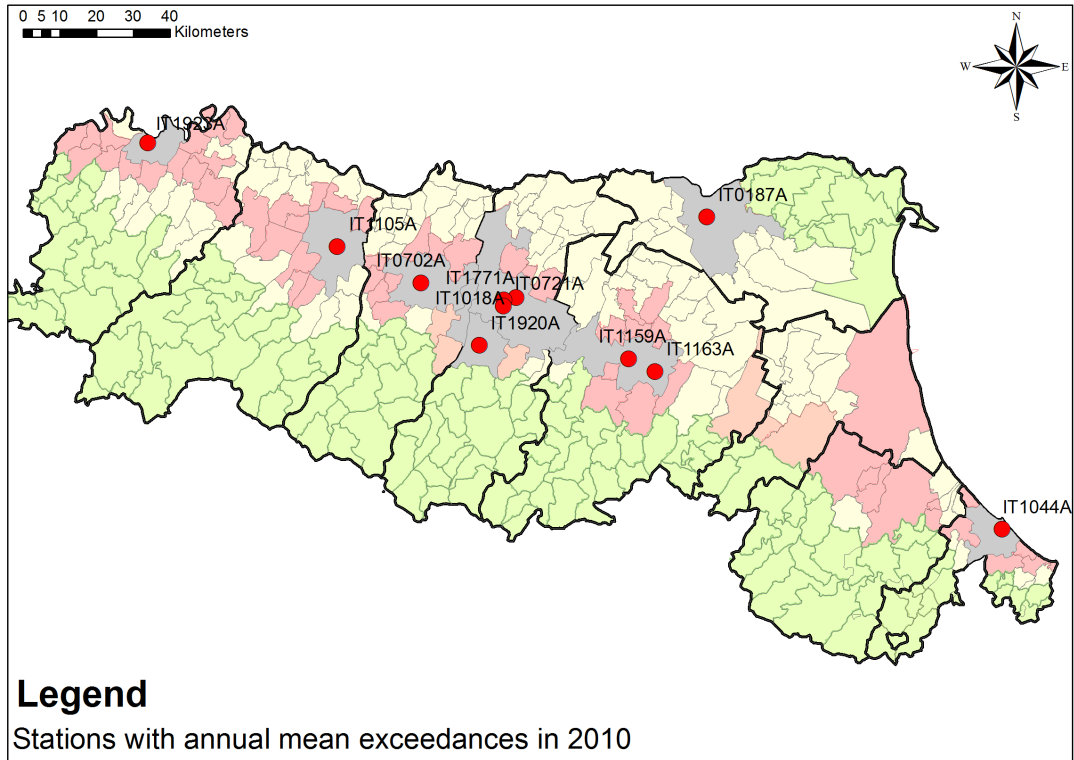 0 5 10 20 30 40
Kilometers
N
W E
S
IT1923A
IT0187A
IT1105A
IT0702A
IT1771A IT0721A
IT1018A
IT1920A
IT1159A
IT1163A
IT1044A
Legend
Stations with annual mean exceedances in 2010